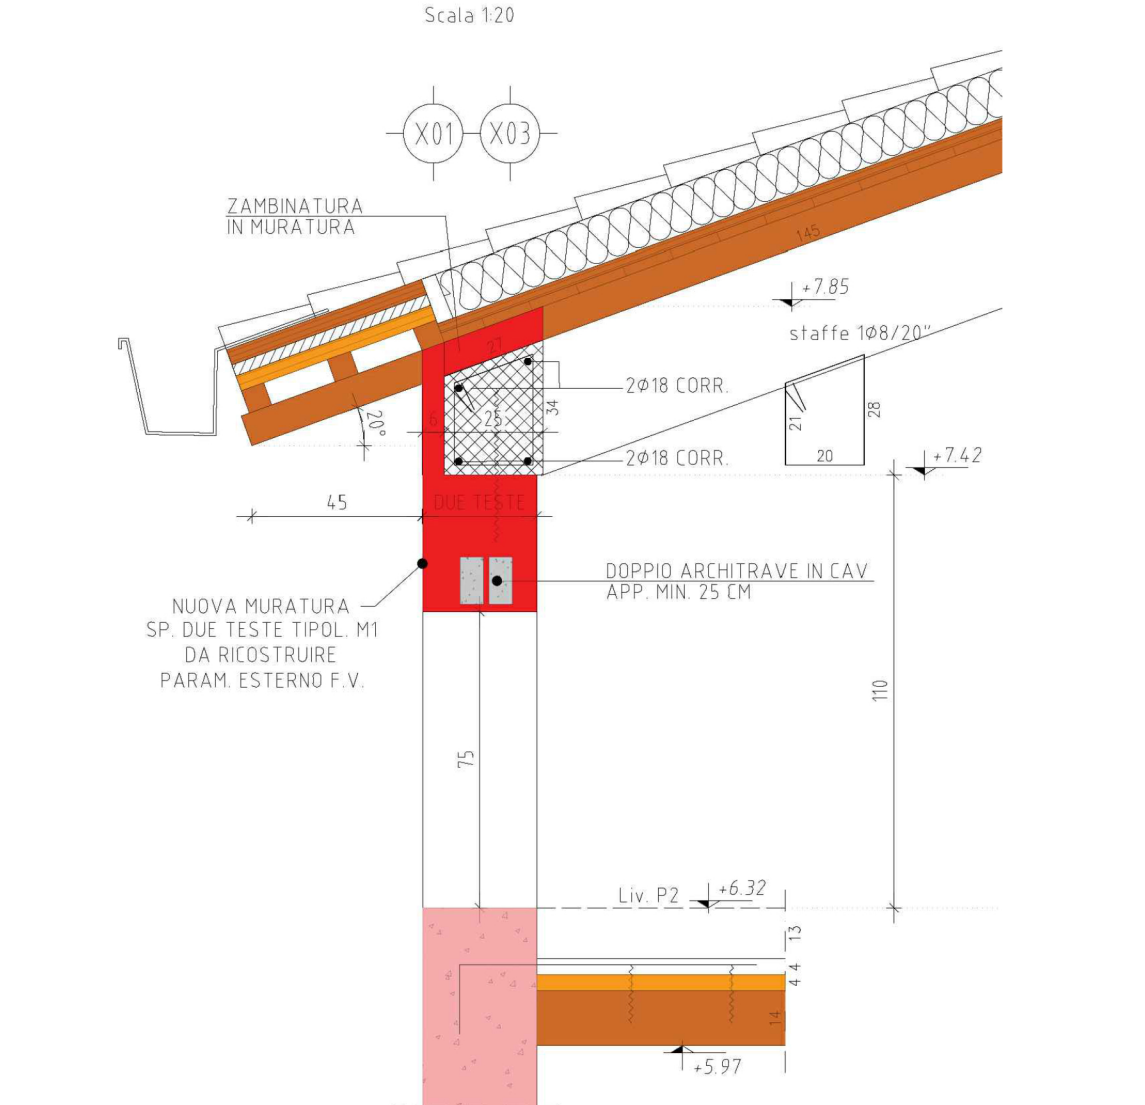 Scala 1:20
X01
X03
ZAMBINATURA
IN MURATURA
145
+7.85
staffe 1Ø8/20"
27
2Ø18 CORR.
34
21
28
20°
6
25
20
2Ø18 CORR.
+7.42
45
DUE TESTE
DOPPIO ARCHITRAVE IN CAV
APP. MIN. 25 CM
NUOVA MURATURA
SP. DUE TESTE TIPOL. M1
DA RICOSTRUIRE
PARAM. ESTERNO F.V.
110
75
Liv. P2
+6.32
13
4
4
14
+5.97